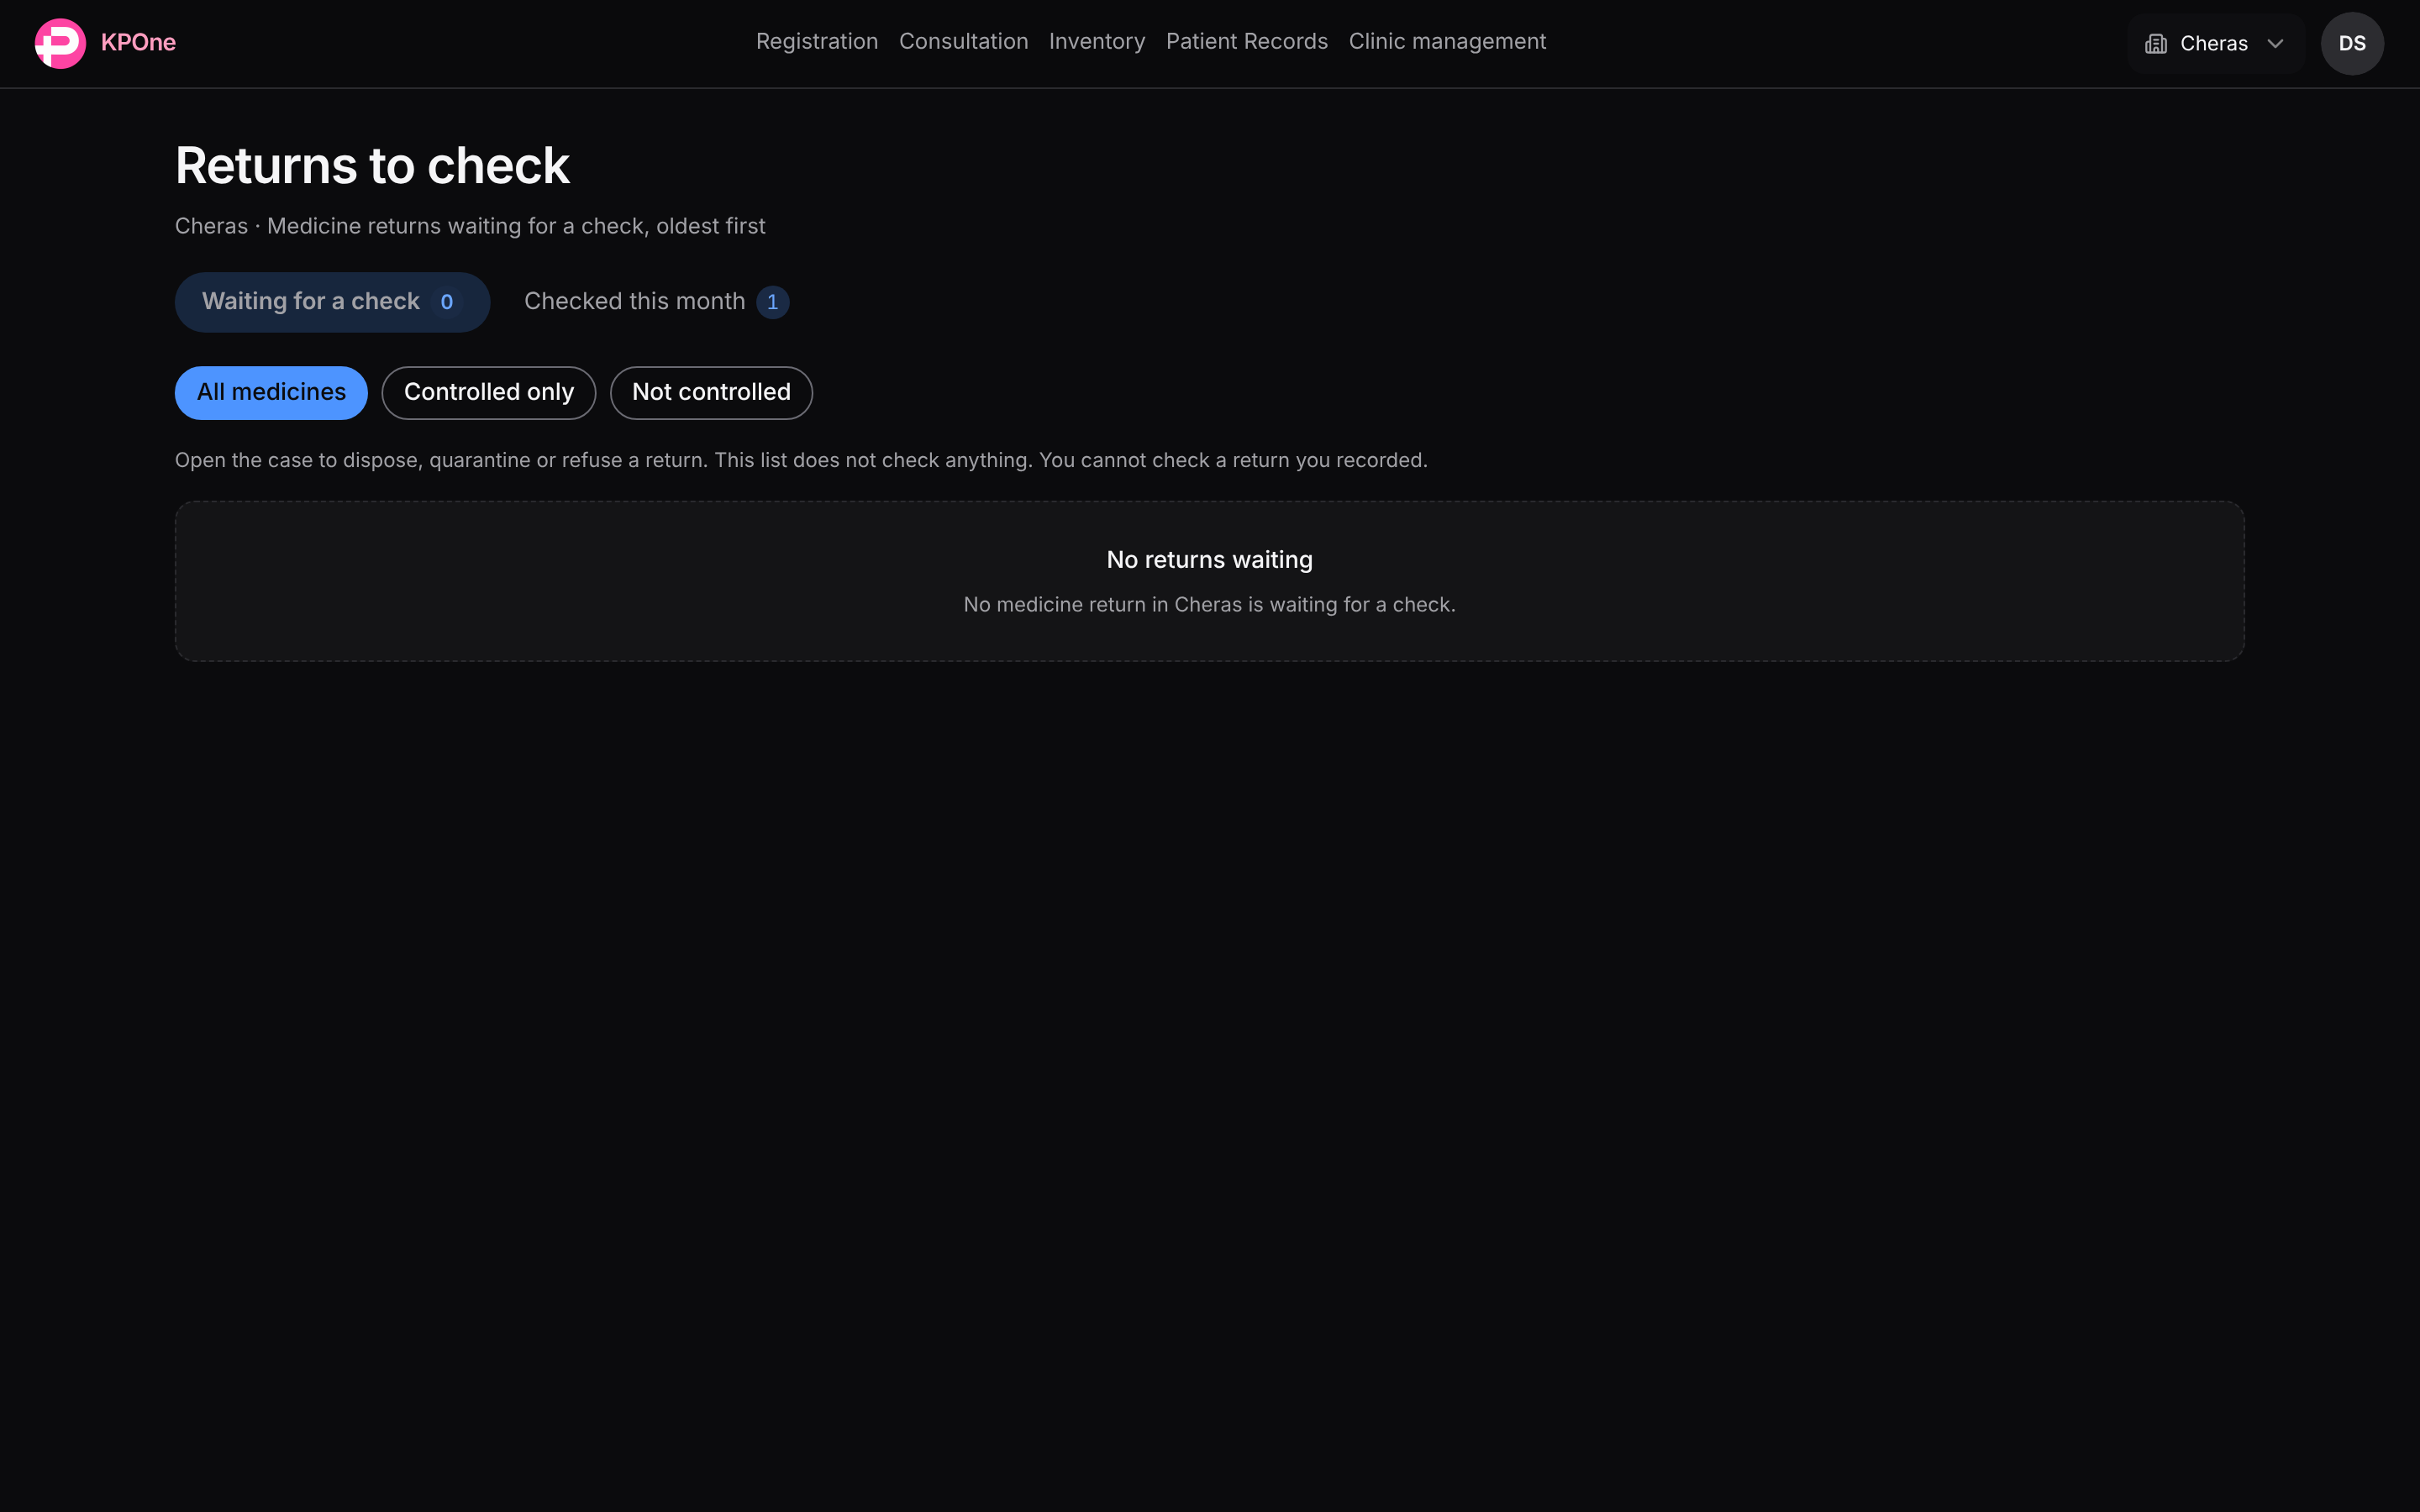 KPOne
Registration Consultation Inventory Patient Records Clinic management
Cheras
DS
Returns to check
Cheras · Medicine returns waiting for a check, oldest first
Waiting for a check 0 Checked this month 1
All medicines Controlled only Not controlled
Open the case to dispose, quarantine or refuse a return. This list does not check anything. You cannot check a return you recorded.
No returns waiting
No medicine return in Cheras is waiting for a check.